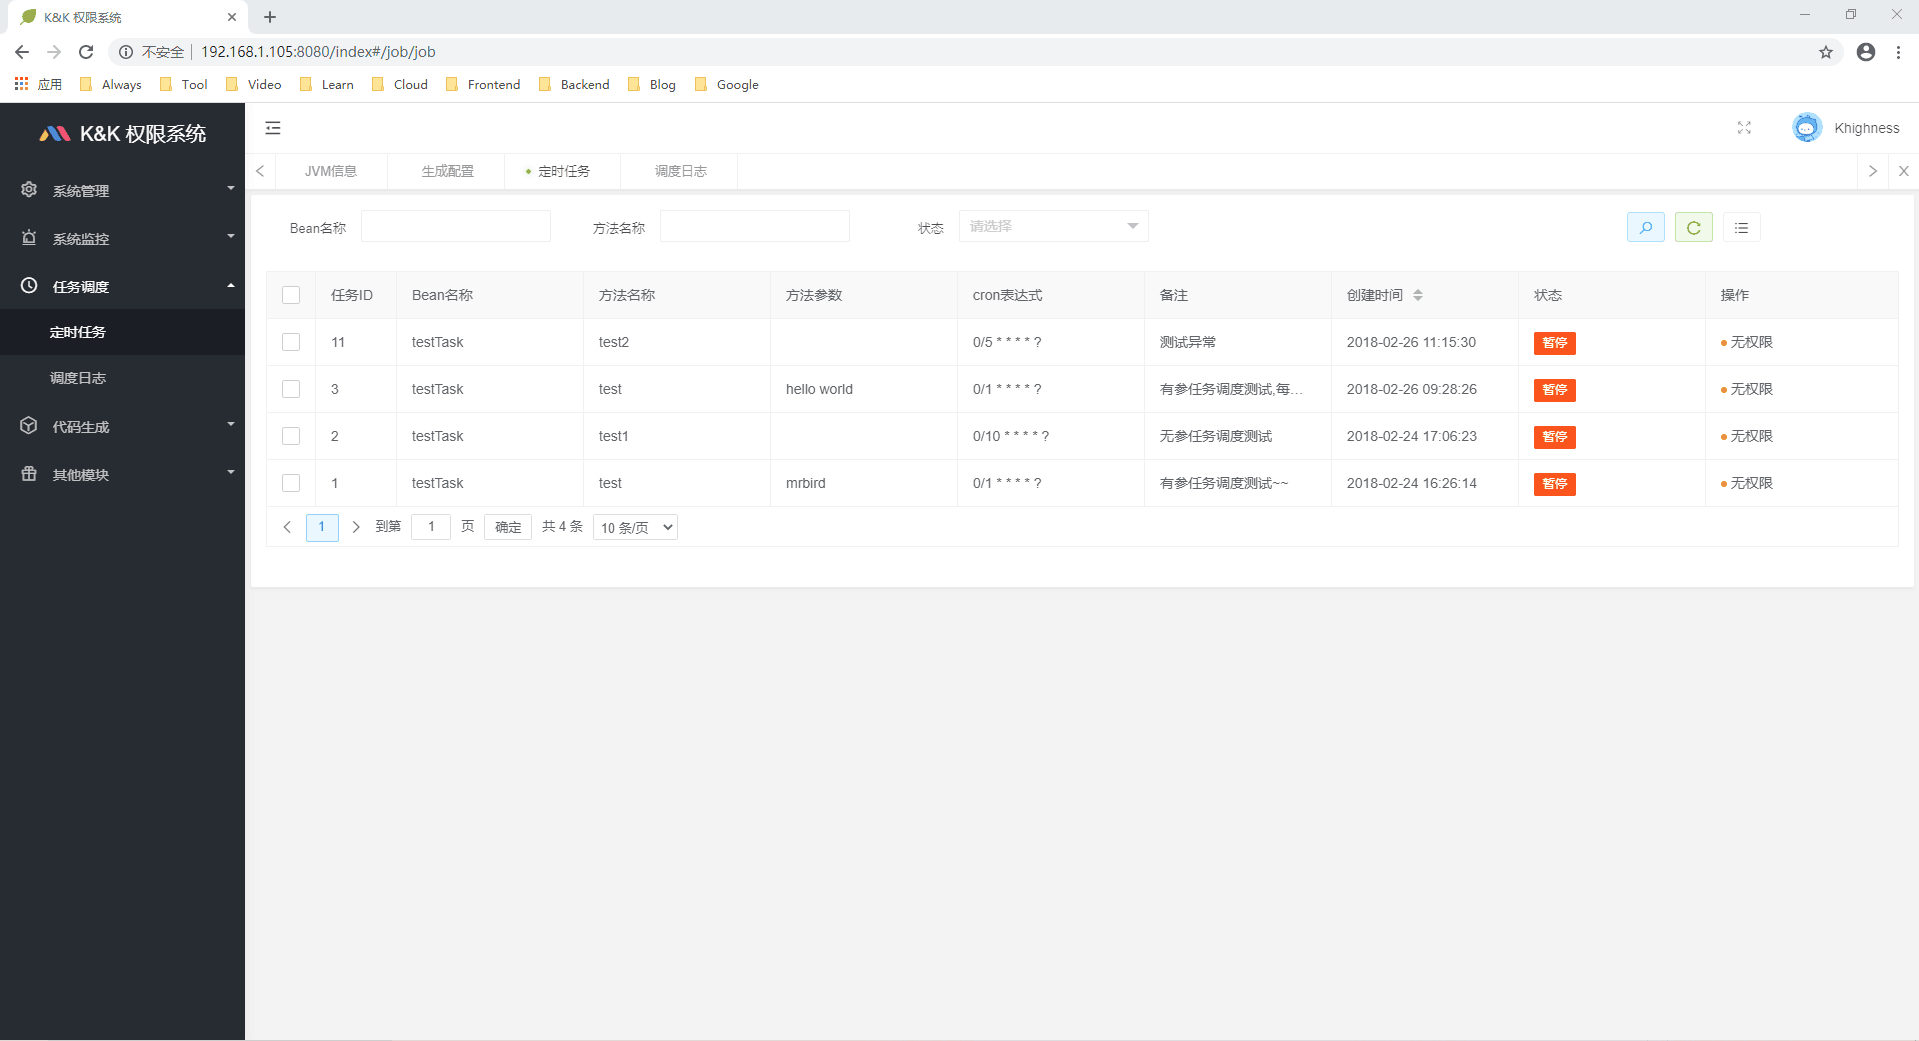 K&K 权限系统
不安全 192.168.1.105:8080/index#/job/job
应用 Always Tool Video Learn Cloud Frontend Backend Blog Google
K&K 权限系统
Khighness
系统管理
系统监控
任务调度
定时任务
调度日志
代码生成
其他模块
JVM信息 生成配置 定时任务 调度日志
Bean名称 方法名称 状态 请选择
任务ID Bean名称 方法名称 方法参数 cron表达式 备注 创建时间 状态 操作
11 testTask test2 0/5 * * * * ? 测试异常 2018-02-26 11:15:30 暂停 无权限
3 testTask test hello world 0/1 * * * * ? 有参任务调度测试,每… 2018-02-26 09:28:26 暂停 无权限
2 testTask test1 0/10 * * * * ? 无参任务调度测试 2018-02-24 17:06:23 暂停 无权限
1 testTask test mrbird 0/1 * * * * ? 有参任务调度测试~~ 2018-02-24 16:26:14 暂停 无权限
1 到第 1 页 确定 共 4 条 10 条/页